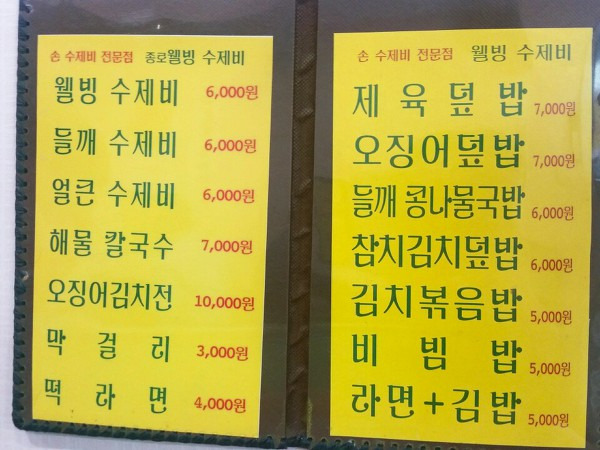 손 수제비 전문점 종로웰빙 수제비
웰빙 수제비 6,000원
들깨 수제비 6,000원
얼큰 수제비 6,000원
해물 칼국수 7,000원
오징어김치전 10,000원
막 걸 리 3,000원
떡 라 면 4,000원
손 수제비 전문점 웰빙 수제비
제 육 덮 밥 7,000원
오징어덮밥 7,000원
들깨 콩나물국밥 6,000원
참치김치덮밥 6,000원
김치볶음밥 5,000원
비 빔 밥 5,000원
라면+김밥 5,000원